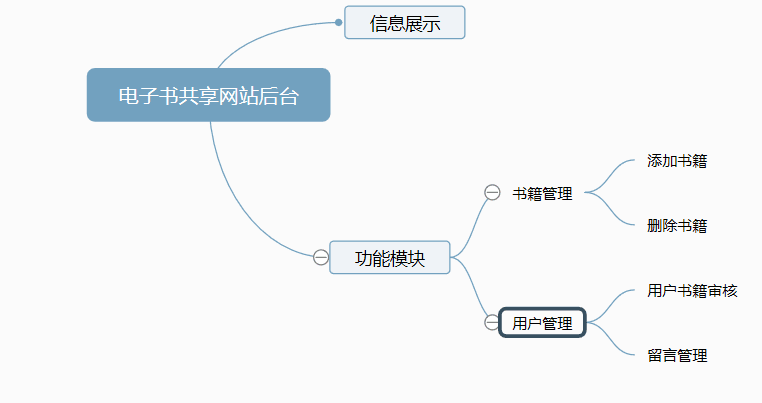 信息展示
电子书共享网站后台
添加书籍
书籍管理
删除书籍
功能模块
用户书籍审核
用户管理
留言管理